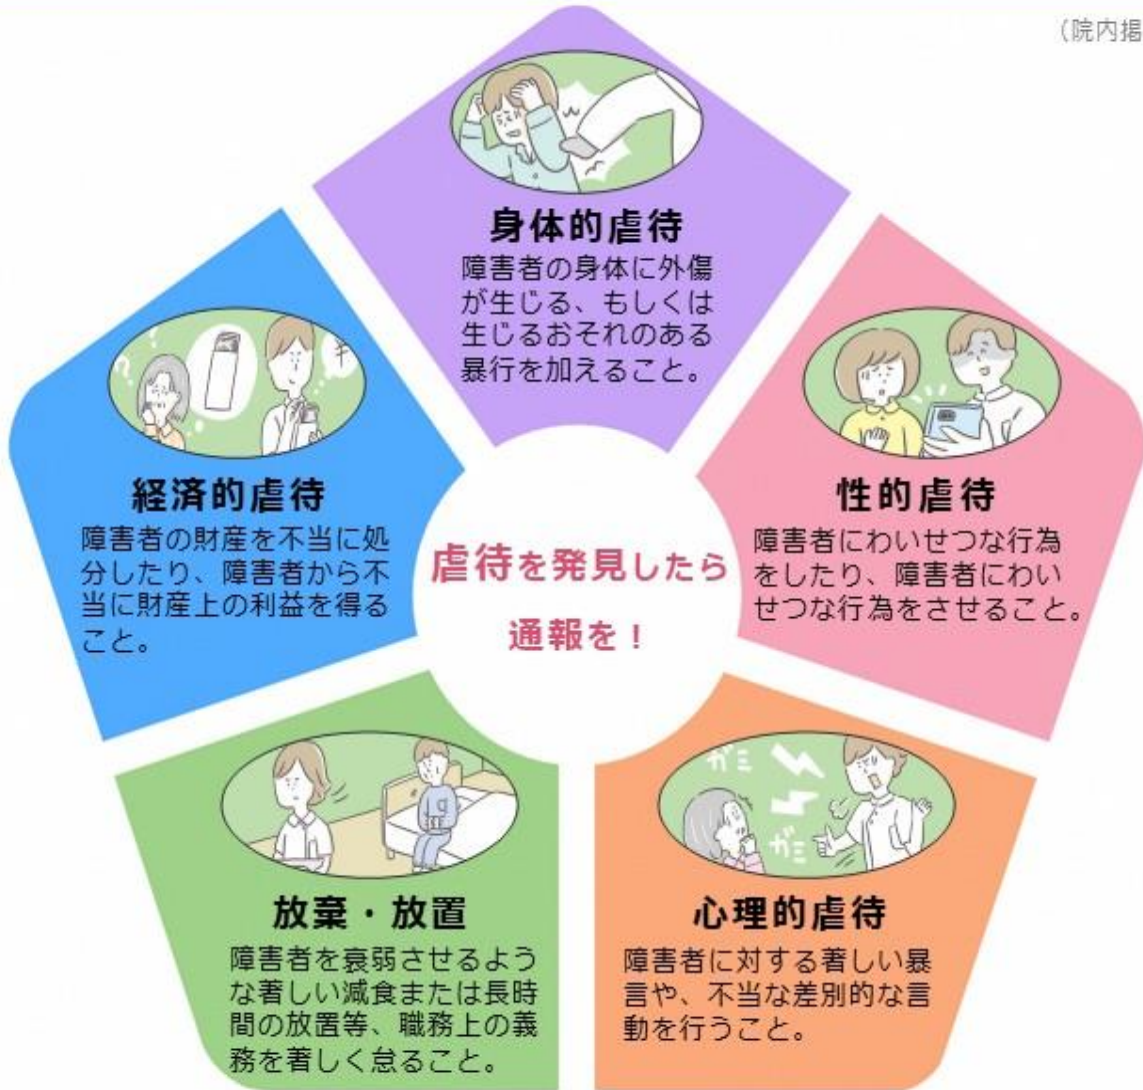 (院内掲
身体的虐待
障害者の身体に外傷
が生じる、もしくは
生じるおそれのある
暴行を加えること。
経済的虐待
障害者の財産を不当に処
分したり、障害者から不
当に財産上の利益を得る
こと。
性的虐待
障害者にわいせつな行為
をしたり、障害者にわい
せつな行為をさせること。
虐待を発見したら
通報を!
放棄・放置
障害者を衰弱させるよう
な著しい減食または長時
間の放置等、職務上の義
務を著しく怠ること。
ガミ
ガミ
心理的虐待
障害者に対する著しい暴
言や、不当な差別的な言
動を行うこと。